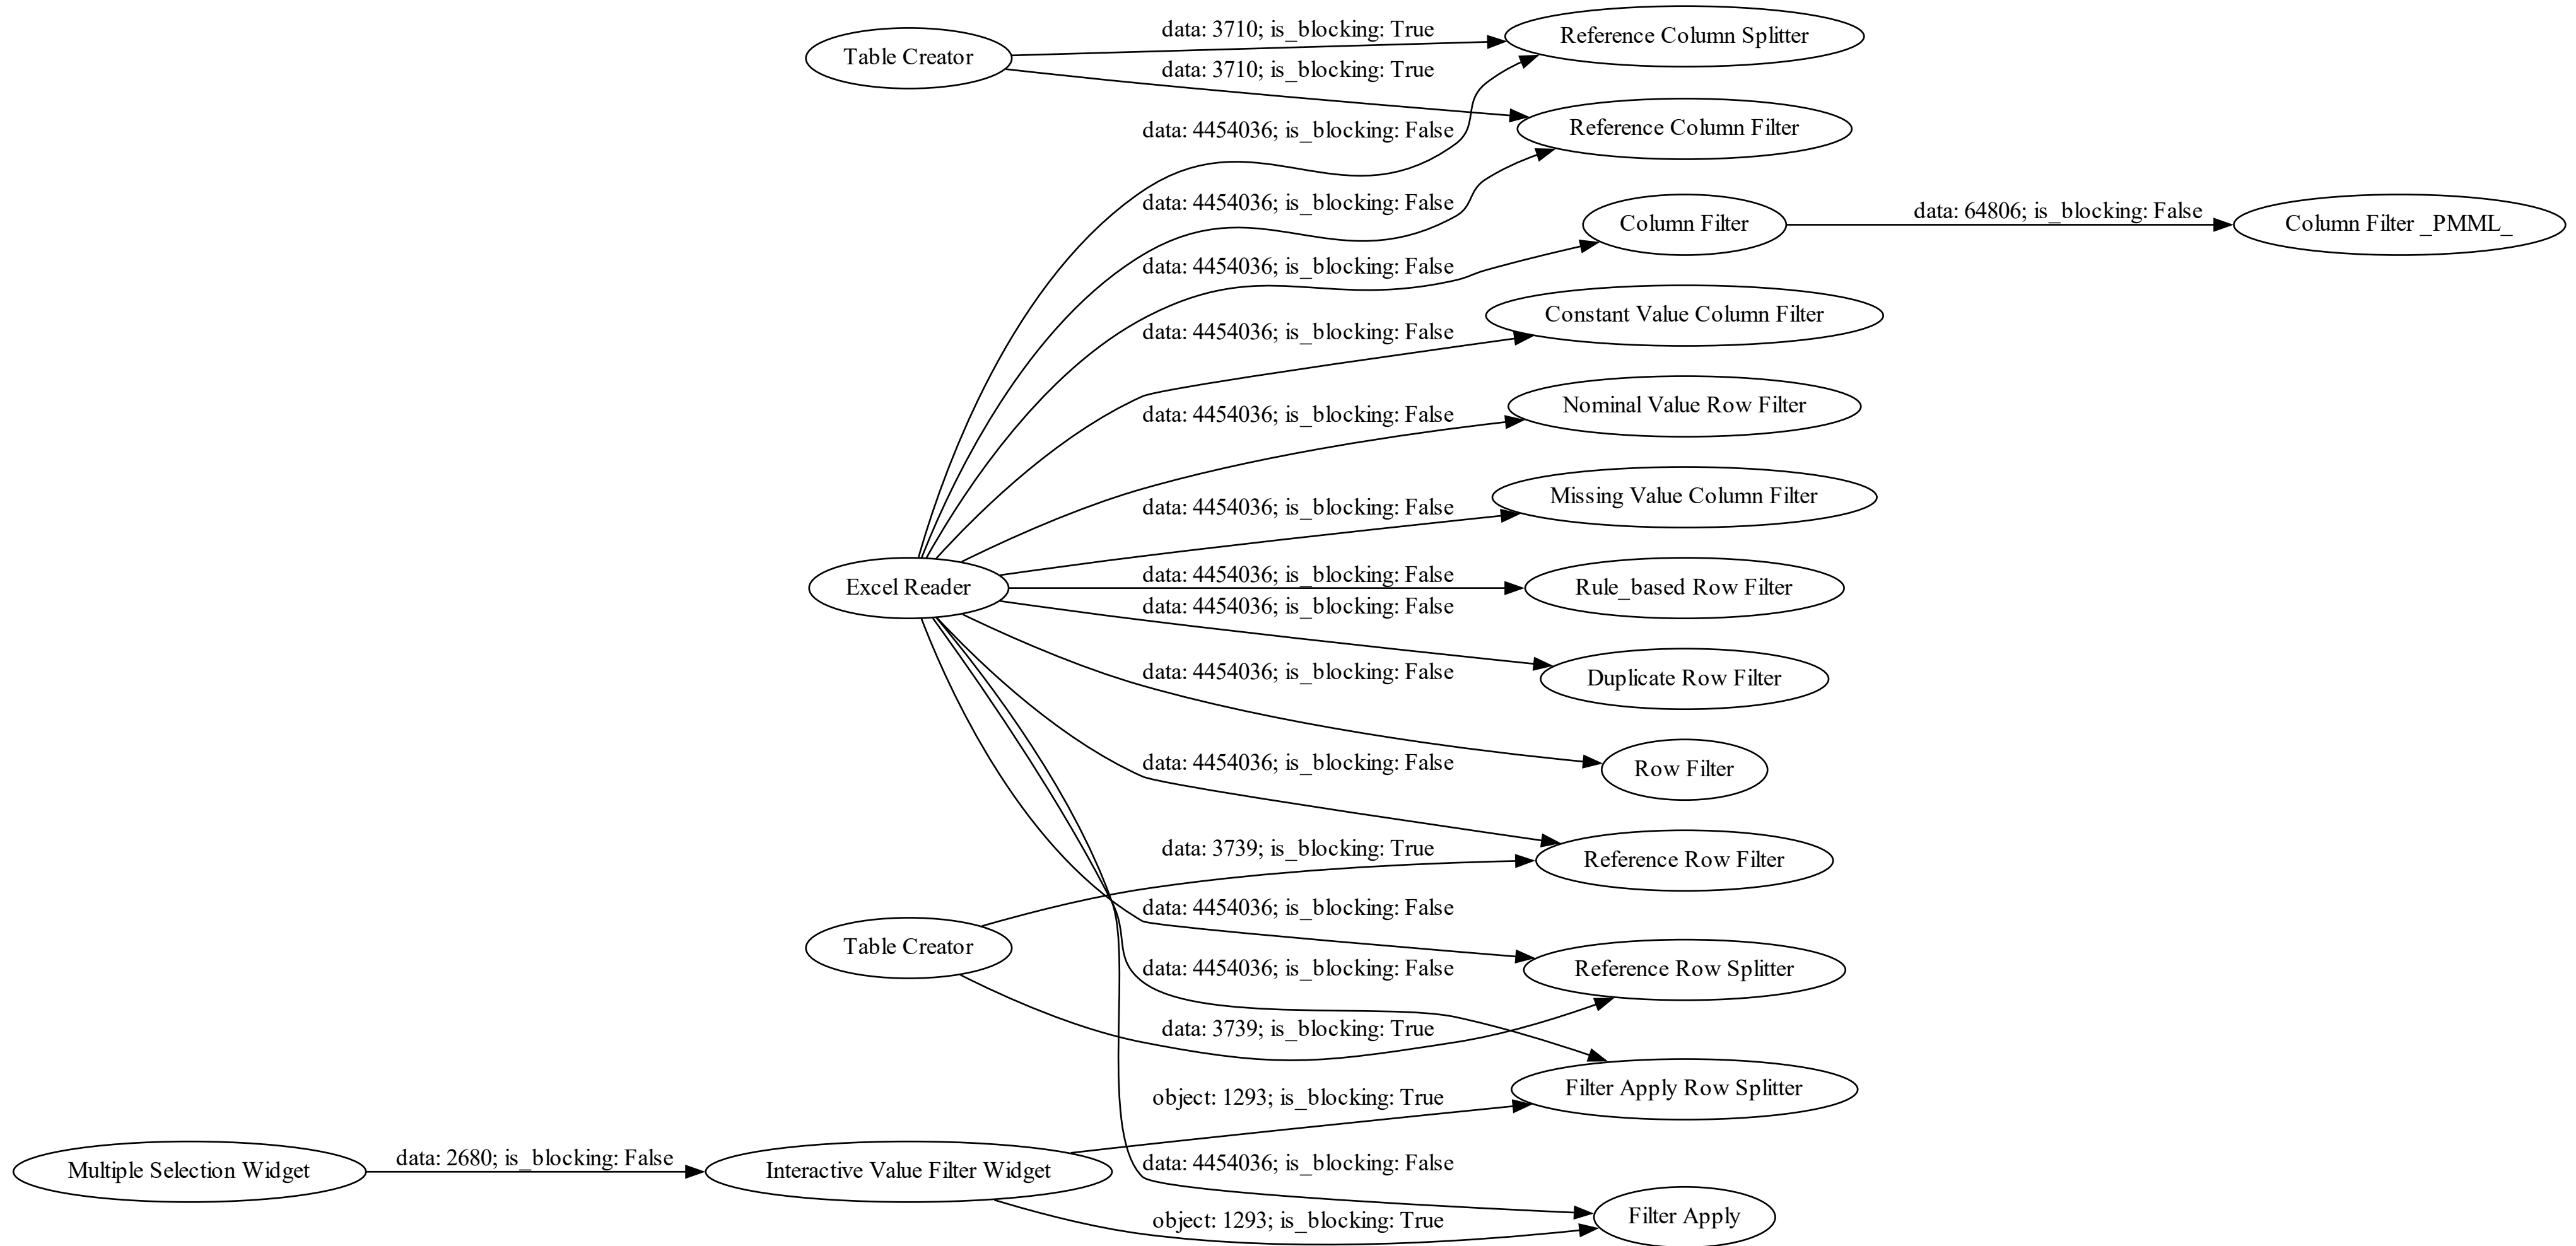 Table Creator
data: 3710; is_blocking: True
data: 3710; is_blocking: True
Reference Column Splitter
data: 4454036; is_blocking: False
Reference Column Filter
data: 4454036; is_blocking: False
Column Filter
data: 64806; is_blocking: False
Column Filter _PMML_
data: 4454036; is_blocking: False
Constant Value Column Filter
data: 4454036; is_blocking: False
Nominal Value Row Filter
data: 4454036; is_blocking: False
Missing Value Column Filter
data: 4454036; is_blocking: False
Excel Reader
data: 4454036; is_blocking: False
Rule_based Row Filter
data: 4454036; is_blocking: False
Duplicate Row Filter
data: 4454036; is_blocking: False
Row Filter
data: 4454036; is_blocking: False
data: 3739; is_blocking: True
Reference Row Filter
Table Creator
data: 4454036; is_blocking: False
Reference Row Splitter
data: 4454036; is_blocking: False
data: 3739; is_blocking: True
Filter Apply Row Splitter
object: 1293; is_blocking: True
Multiple Selection Widget
data: 2680; is_blocking: False
Interactive Value Filter Widget
data: 4454036; is_blocking: False
Filter Apply
object: 1293; is_blocking: True